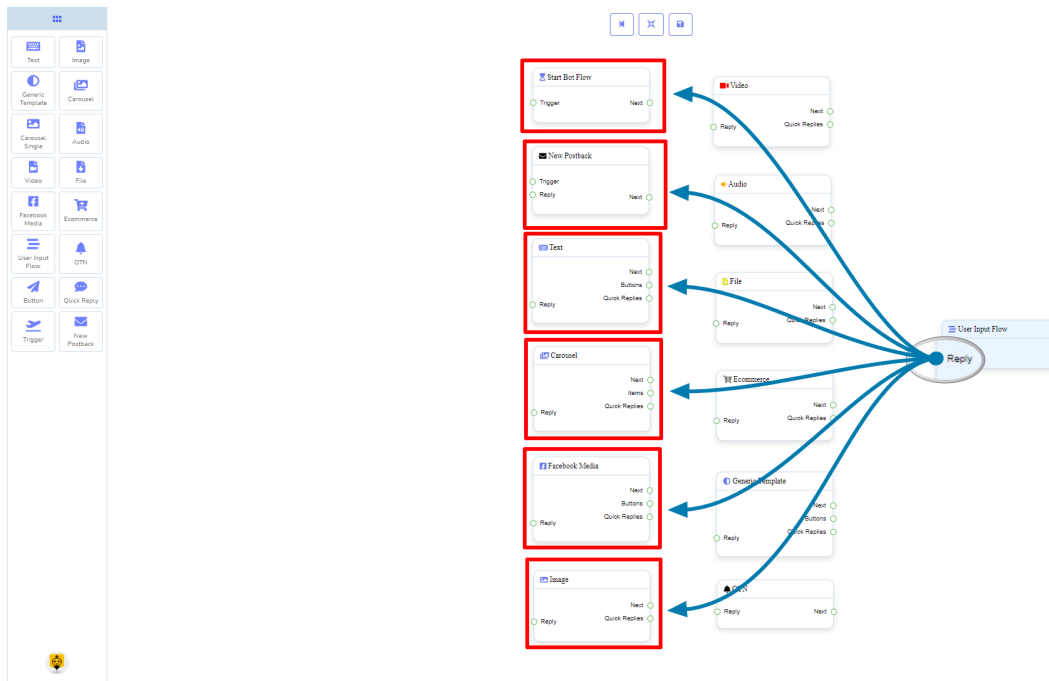 Text
Image
Generic
Template
Carousel
Carousel
Single
Audio
Video
File
Facebook
Media
Ecommerce
User Input
Flow
OTN
Button
Quick Reply
Trigger
New
Postback
Start Bot Flow
Trigger
Next
New Postback
Trigger
Reply
Next
Text
Next
Buttons
Quick Replies
Reply
Carousel
Next
Items
Quick Replies
Reply
Facebook Media
Next
Buttons
Quick Replies
Reply
Image
Next
Quick Replies
Reply
Video
Next
Quick Replies
Reply
Audio
Next
Quick Replies
Reply
File
Next
Quick Replies
Reply
Ecommerce
Next
Quick Replies
Reply
Generic Template
Next
Buttons
Quick Replies
Reply
OTN
Reply
Next
User Input Flow
Reply